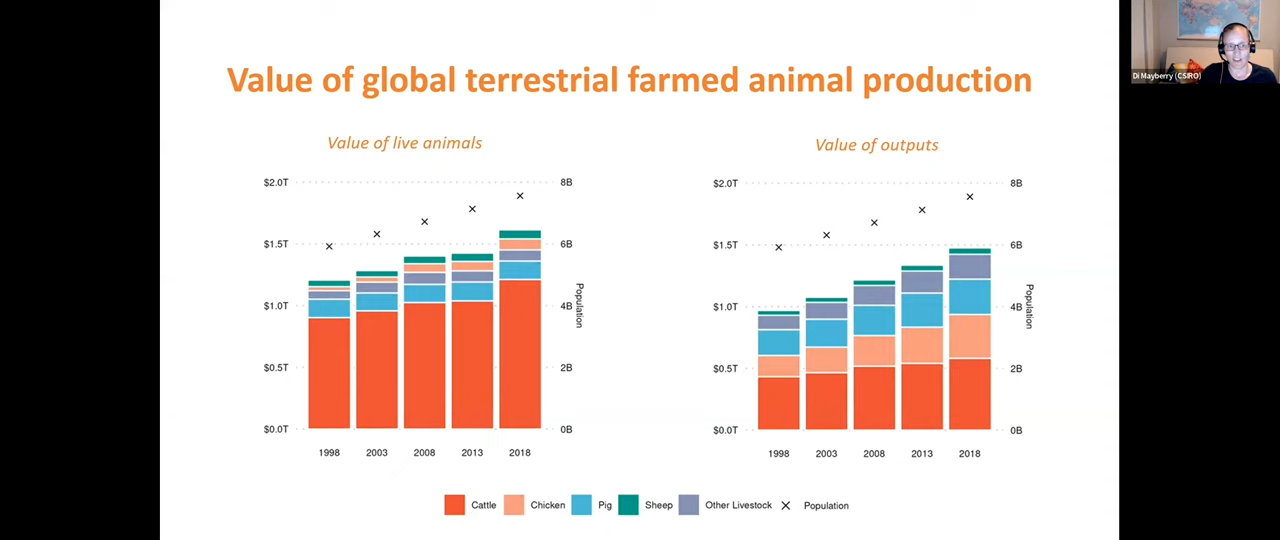 Value of global terrestrial farmed animal production
Di Mayberry (CSIRO)
Value of live animals
$2.0T
$1.5T
$1.0T
$0.5T
$0.0T
8B
6B
4B
2B
0B
Population
1998 2003 2008 2013 2018
Value of outputs
$2.0T
$1.5T
$1.0T
$0.5T
$0.0T
8B
6B
4B
2B
0B
Population
1998 2003 2008 2013 2018
Cattle Chicken Pig Sheep Other Livestock Population